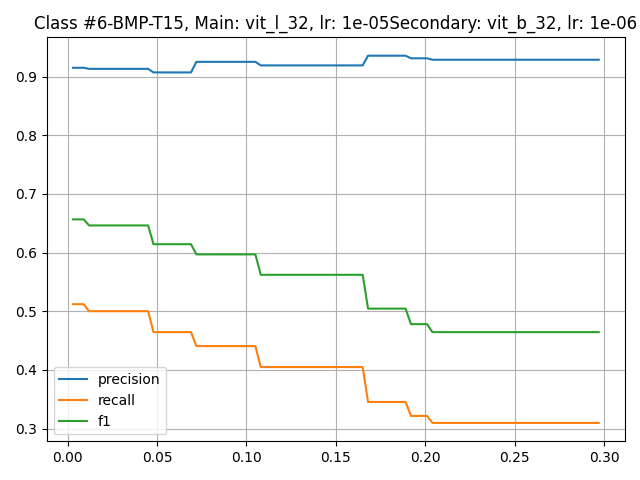 Class #6-BMP-T15, Main: vit_l_32, lr: 1e-05Secondary: vit_b_32, lr: 1e-06
0.9
0.8
0.7
0.6
0.5
0.4
0.3
precision
recall
f1
0.00 0.05 0.10 0.15 0.20 0.25 0.30